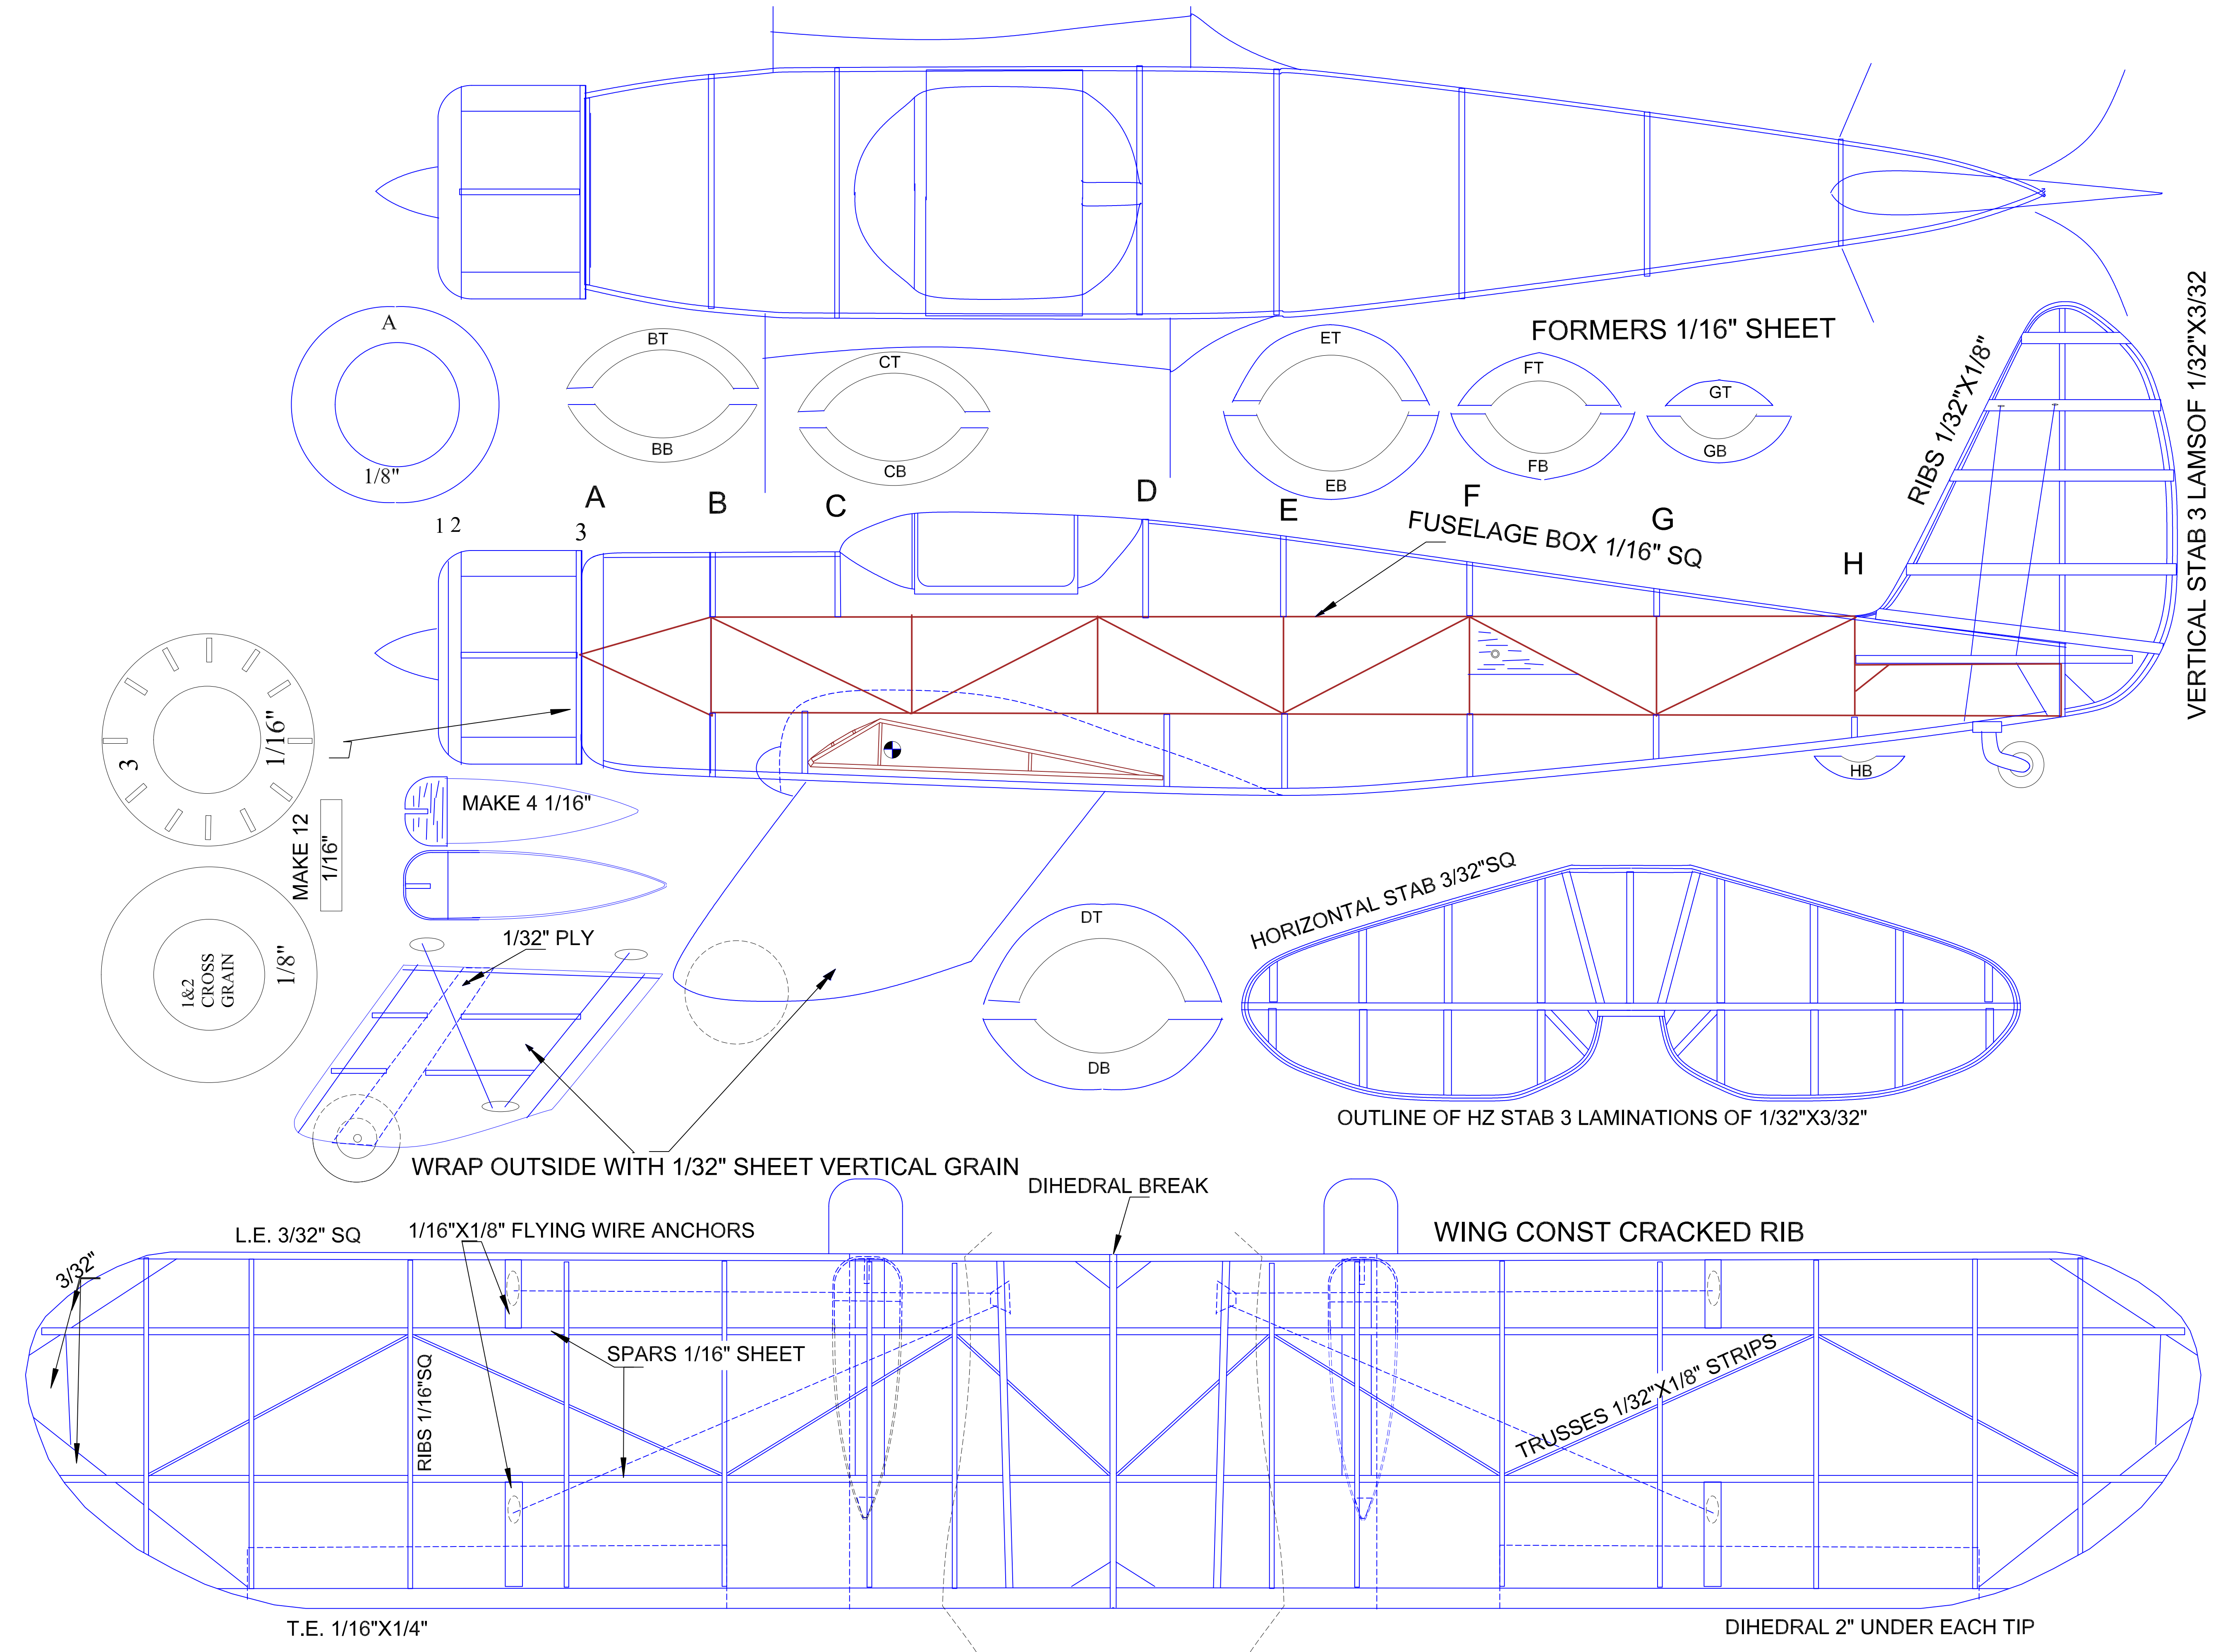 A
1/8"
BT
BB
CT
CB
ET
EB
FORMERS 1/16" SHEET
FT
FB
GT
GB
RIBS 1/32"X1/8"
VERTICAL STAB 3 LAMSOF 1/32"X3/32
1 2
3
A
B
C
D
E
F
G
H
FUSELAGE BOX 1/16" SQ
3
1/16"
MAKE 12
1/16"
MAKE 4 1/16"
HB
1&2
CROSS
GRAIN
1/8"
1/32" PLY
DT
DB
HORIZONTAL STAB 3/32"SQ
OUTLINE OF HZ STAB 3 LAMINATIONS OF 1/32"X3/32"
WRAP OUTSIDE WITH 1/32" SHEET VERTICAL GRAIN
DIHEDRAL BREAK
L.E. 3/32" SQ
1/16"X1/8" FLYING WIRE ANCHORS
WING CONST CRACKED RIB
3/32"
SPARS 1/16" SHEET
RIBS 1/16"SQ
TRUSSES 1/32"X1/8" STRIPS
T.E. 1/16"X1/4"
DIHEDRAL 2" UNDER EACH TIP